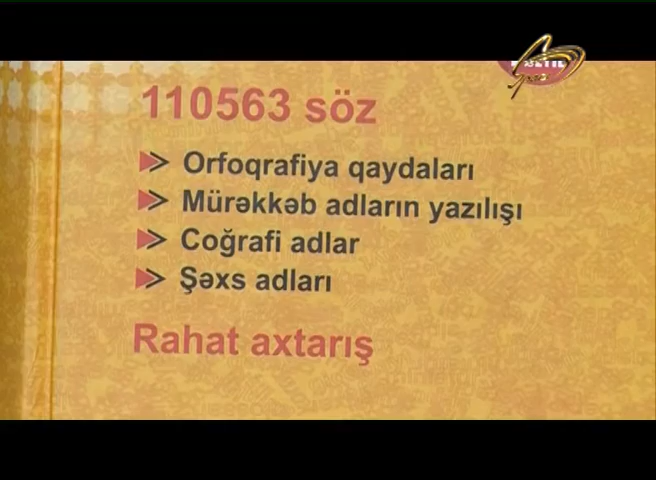 110563 söz
Orfoqrafiya qaydaları
Mürəkkəb adların yazılışı
Coğrafi adlar
Şəxs adları
Rahat axtarış